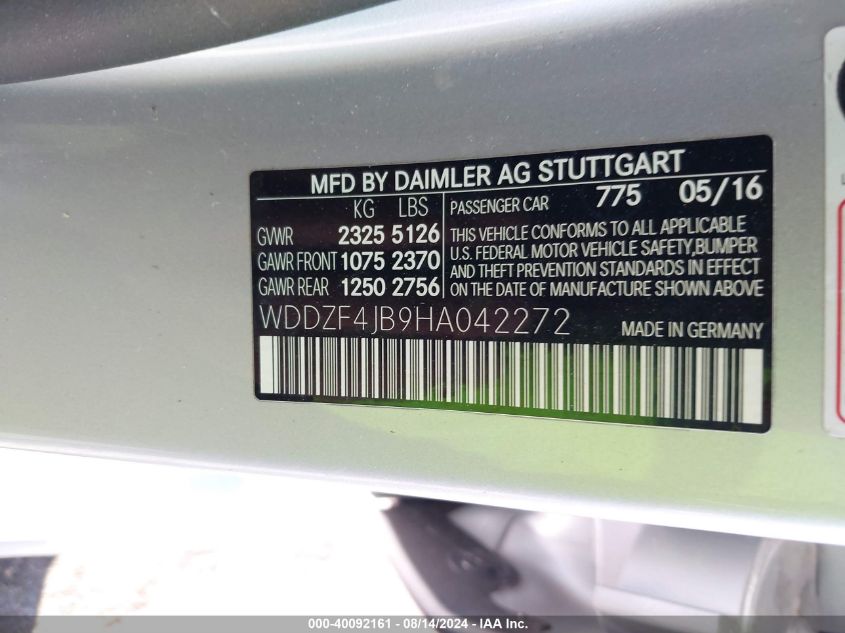 MFD BY DAIMLER AG STUTTGART
KG LBS
GVWR 2325 5126
GAWR FRONT 1075 2370
GAWR REAR 1250 2756
PASSENGER CAR 775 05/16
THIS VEHICLE CONFORMS TO ALL APPLICABLE
U.S. FEDERAL MOTOR VEHICLE SAFETY,BUMPER
AND THEFT PREVENTION STANDARDS IN EFFECT
ON THE DATE OF MANUFACTURE SHOWN ABOVE
WDDZF4JB9HA042272 MADE IN GERMANY
000-40092161 - 08/14/2024 - IAA Inc.